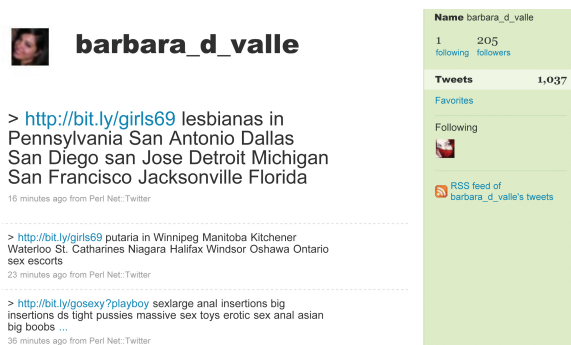 barbara_d_valle
> http://bit.ly/girls69 lesbianas in
Pennsylvania San Antonio Dallas
San Diego san Jose Detroit Michigan
San Francisco Jacksonville Florida
16 minutes ago from Perl Net::Twitter
> http://bit.ly/girls69 putaria in Winnipeg Manitoba Kitchener
Waterloo St. Catharines Niagara Halifax Windsor Oshawa Ontario
sex escorts
23 minutes ago from Perl Net::Twitter
> http://bit.ly/gosexy?playboy sexlarge anal insertions big
insertions ds tight pussies massive sex toys erotic sex anal asian
big boobs ...
36 minutes ago from Perl Net::Twitter
Name barbara_d_valle
1 205
following followers
Tweets 1,037
Favorites
Following
RSS feed of
barbara_d_valle's tweets